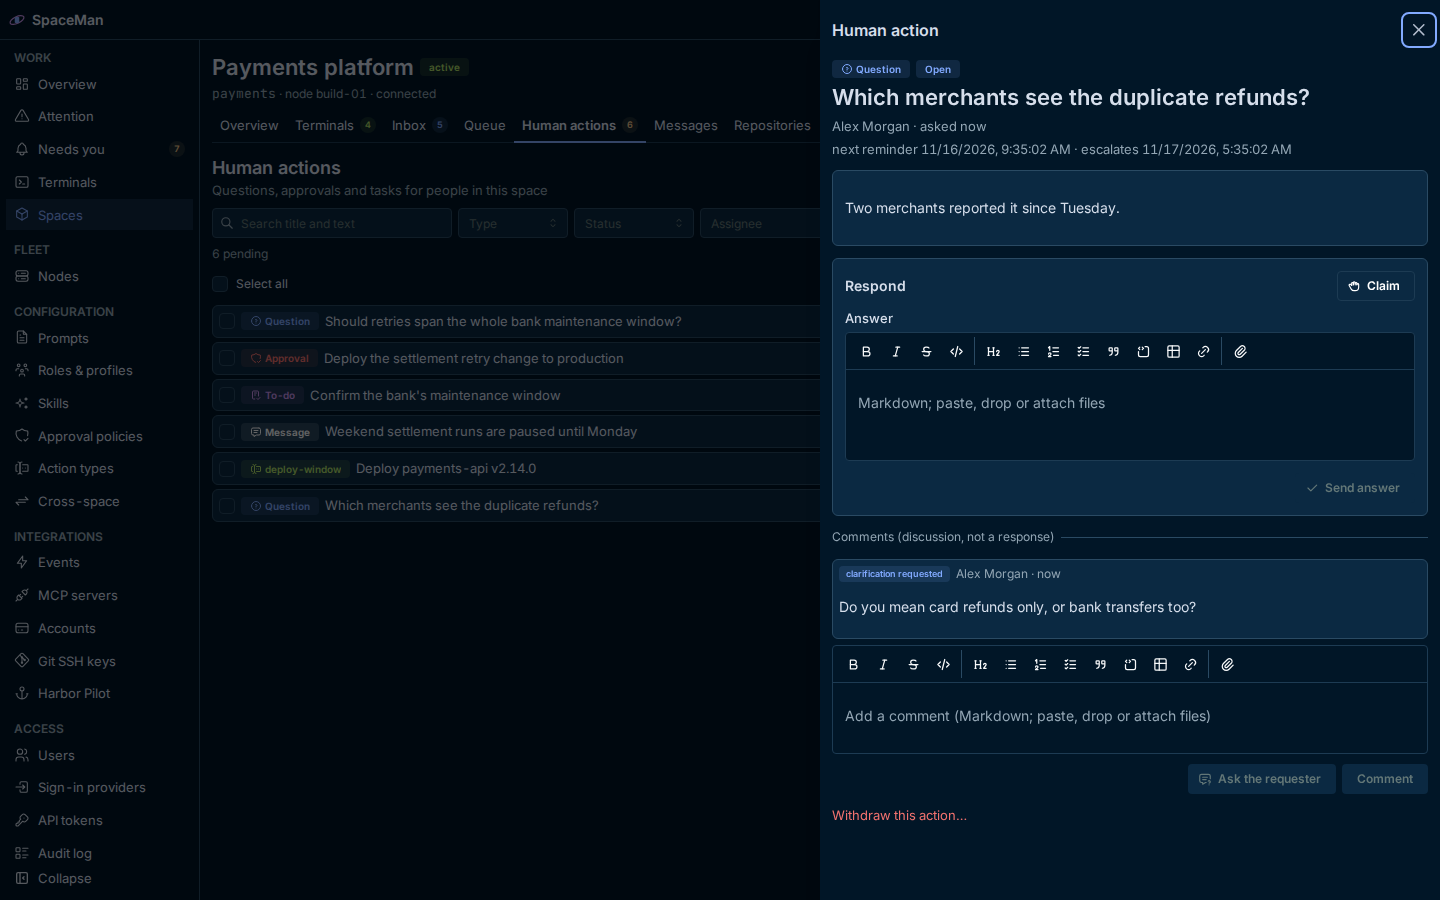 SpaceMan
WORK
Overview
Attention
Needs you 7
Terminals
Spaces
FLEET
Nodes
CONFIGURATION
Prompts
Roles & profiles
Skills
Approval policies
Action types
Cross-space
INTEGRATIONS
Events
MCP servers
Accounts
Git SSH keys
Harbor Pilot
ACCESS
Users
Sign-in providers
API tokens
Audit log
Collapse
Payments platform active
payments · node build-01 · connected
Overview Terminals 4 Inbox 5 Queue Human actions 6 Messages Repositories
Human actions
Questions, approvals and tasks for people in this space
Search title and text Type Status Assignee
6 pending
Select all
Question Should retries span the whole bank maintenance window?
Approval Deploy the settlement retry change to production
To-do Confirm the bank's maintenance window
Message Weekend settlement runs are paused until Monday
deploy-window Deploy payments-api v2.14.0
Question Which merchants see the duplicate refunds?
Human action
Question Open
Which merchants see the duplicate refunds?
Alex Morgan · asked now
next reminder 11/16/2026, 9:35:02 AM · escalates 11/17/2026, 5:35:02 AM
Two merchants reported it since Tuesday.
Respond Claim
Answer
H2
Markdown; paste, drop or attach files
Send answer
Comments (discussion, not a response)
clarification requested Alex Morgan · now
Do you mean card refunds only, or bank transfers too?
H2
Add a comment (Markdown; paste, drop or attach files)
Ask the requester Comment
Withdraw this action...